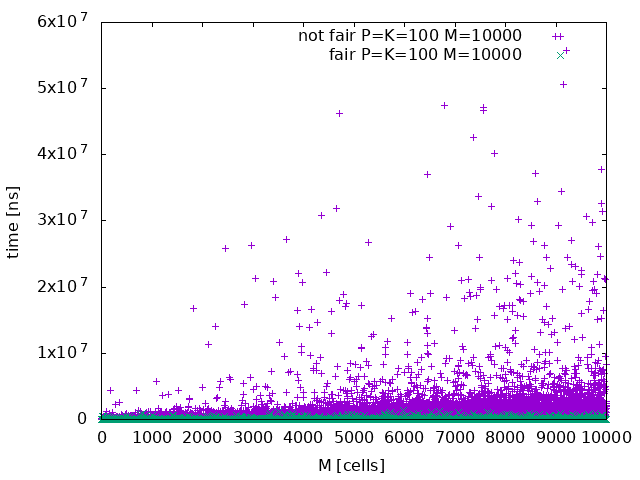 6x10^7
5x10^7
4x10^7
3x10^7
2x10^7
1x10^7
0
time [ns]
not fair P=K=100 M=10000
fair P=K=100 M=10000
0 1000 2000 3000 4000 5000 6000 7000 8000 9000 10000
M [cells]